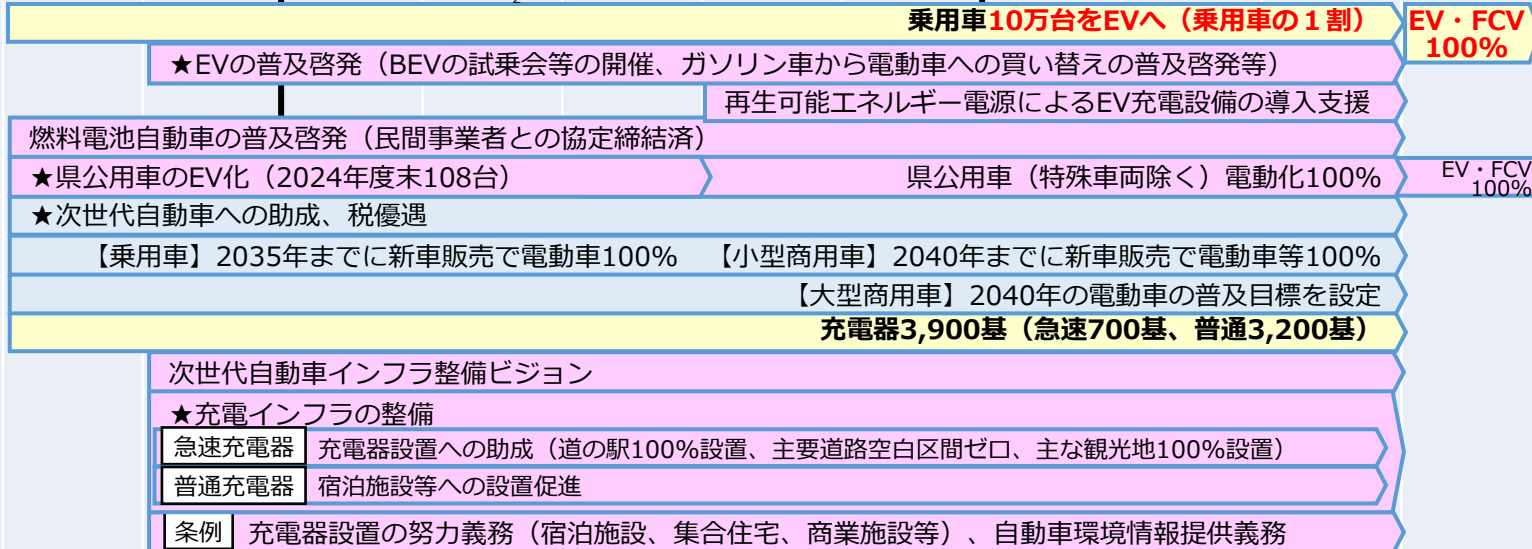 2
乗用車10万台をEVへ（乗用車の１割）
EV・FCV
100%
★EVの普及啓発（BEVの試乗会等の開催、ガソリン車から電動車への買い替えの普及啓発等）
再生可能エネルギー電源によるEV充電設備の導入支援
燃料電池自動車の普及啓発（民間事業者との協定締結済）
★県公用車のEV化（2024年度末108台）
県公用車（特殊車両除く）電動化100%
EV・FCV
100%
★次世代自動車への助成、税優遇
【乗用車】2035年までに新車販売で電動車100%　【小型商用車】2040年までに新車販売で電動車等100%
【大型商用車】2040年の電動車の普及目標を設定
充電器3,900基（急速700基、普通3,200基）
次世代自動車インフラ整備ビジョン
★充電インフラの整備
急速充電器　充電器設置への助成（道の駅100%設置、主要道路空白区間ゼロ、主な観光地100%設置）
普通充電器　宿泊施設等への設置促進
条例　充電器設置の努力義務（宿泊施設、集合住宅、商業施設等）、自動車環境情報提供義務